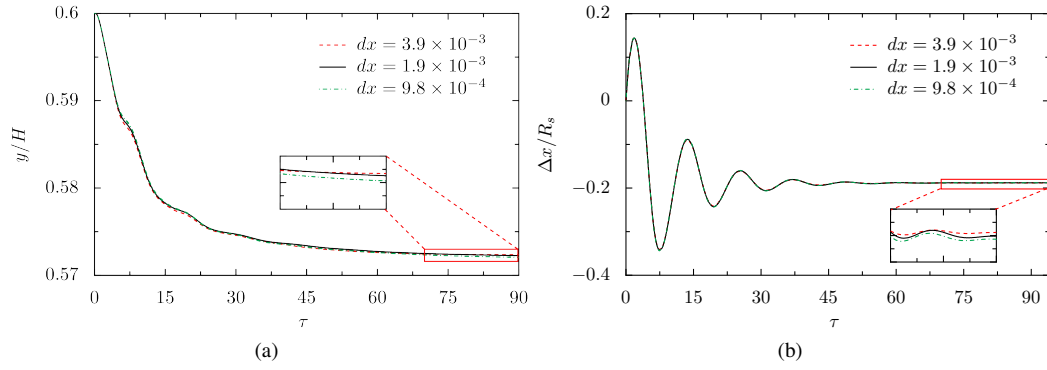 0.6
0.59
0.58
0.57
y/H
0 15 30 45 60 75 90
τ
dx = 3.9 × 10⁻³
dx = 1.9 × 10⁻³
dx = 9.8 × 10⁻⁴
(a)
0.2
0
−0.2
−0.4
Δx/Rₛ
0 15 30 45 60 75 90
τ
dx = 3.9 × 10⁻³
dx = 1.9 × 10⁻³
dx = 9.8 × 10⁻⁴
(b)